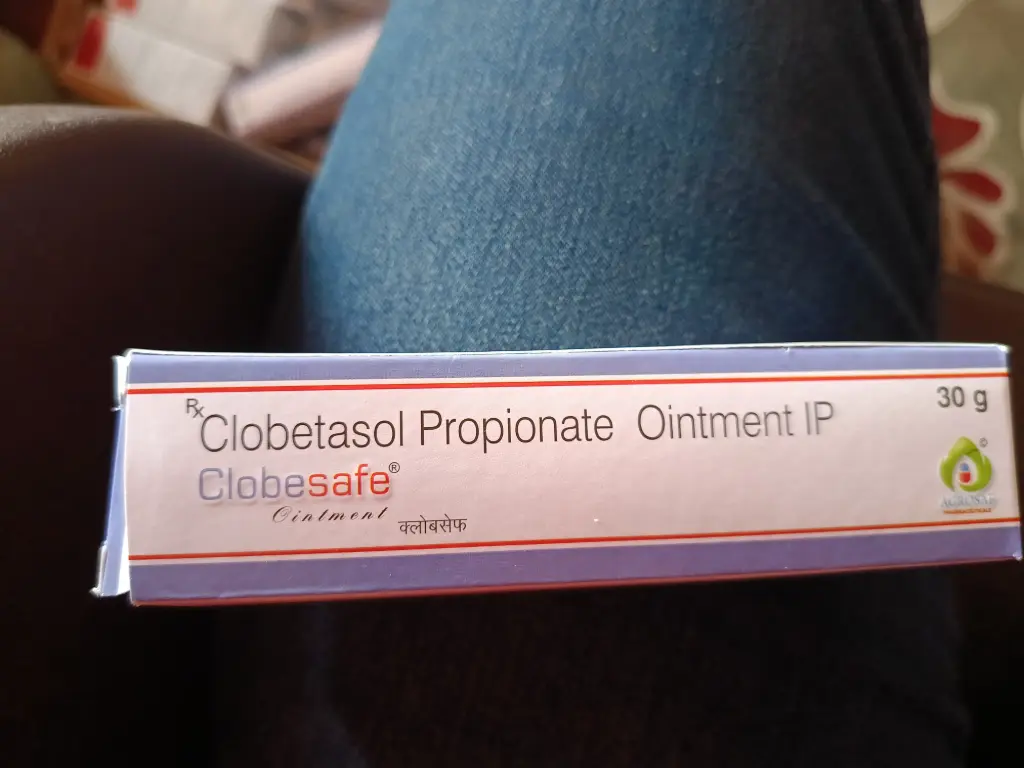 Rx Clobetasol Propionate Ointment IP
30 g
Clobesafe®
Ointment
क्लोबसेफ
©